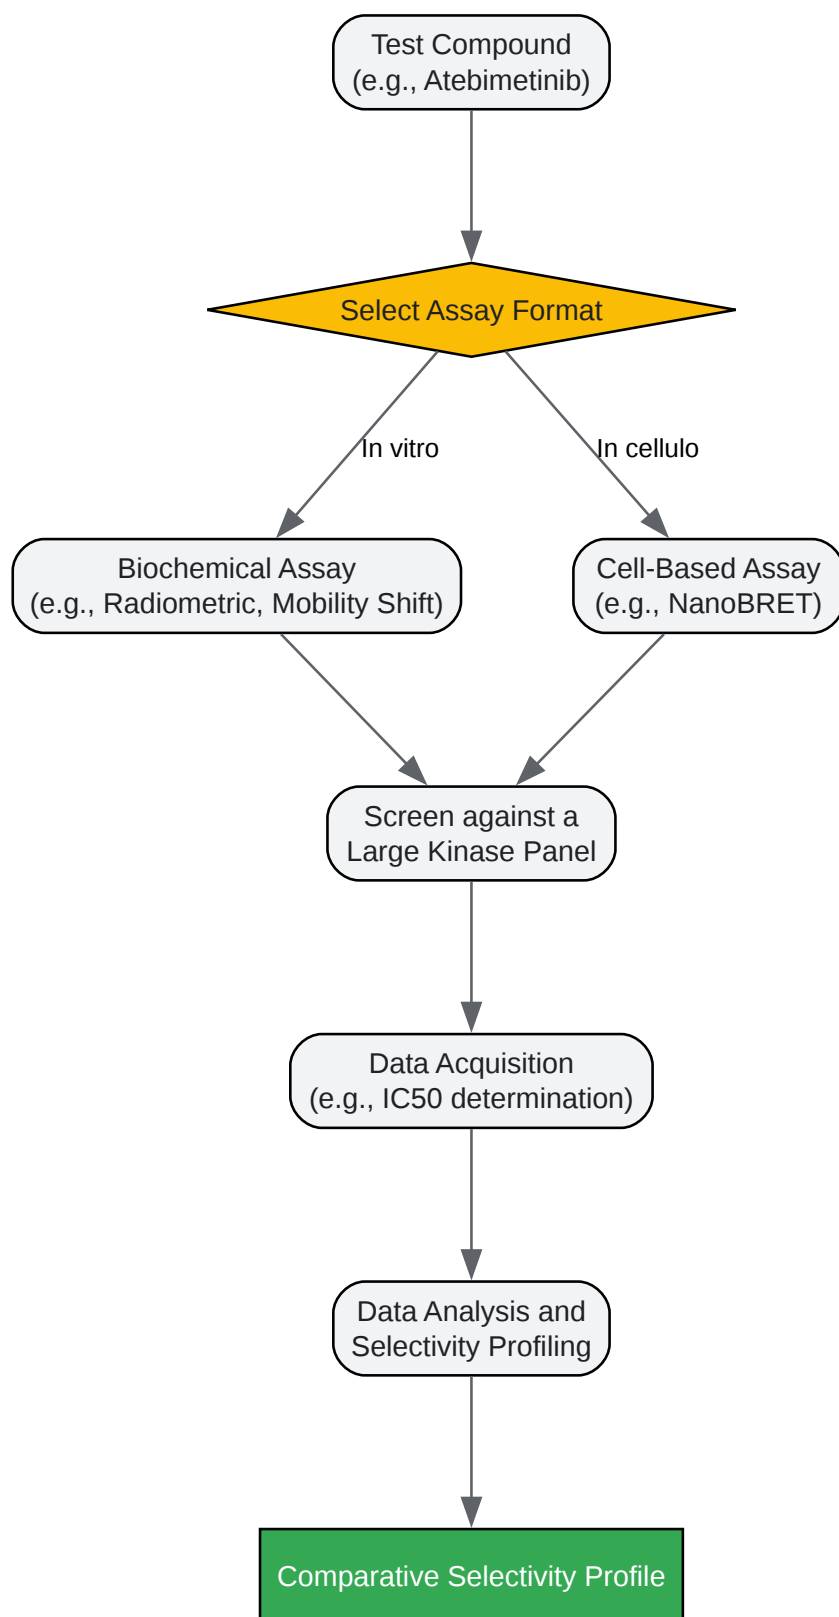 Test Compound
(e.g., Atebimetinib)
Select Assay Format
In vitro
In cellulo
Biochemical Assay
(e.g., Radiometric, Mobility Shift)
Cell-Based Assay
(e.g., NanoBRET)
Screen against a
Large Kinase Panel
Data Acquisition
(e.g., IC50 determination)
Data Analysis and
Selectivity Profiling
Comparative Selectivity Profile